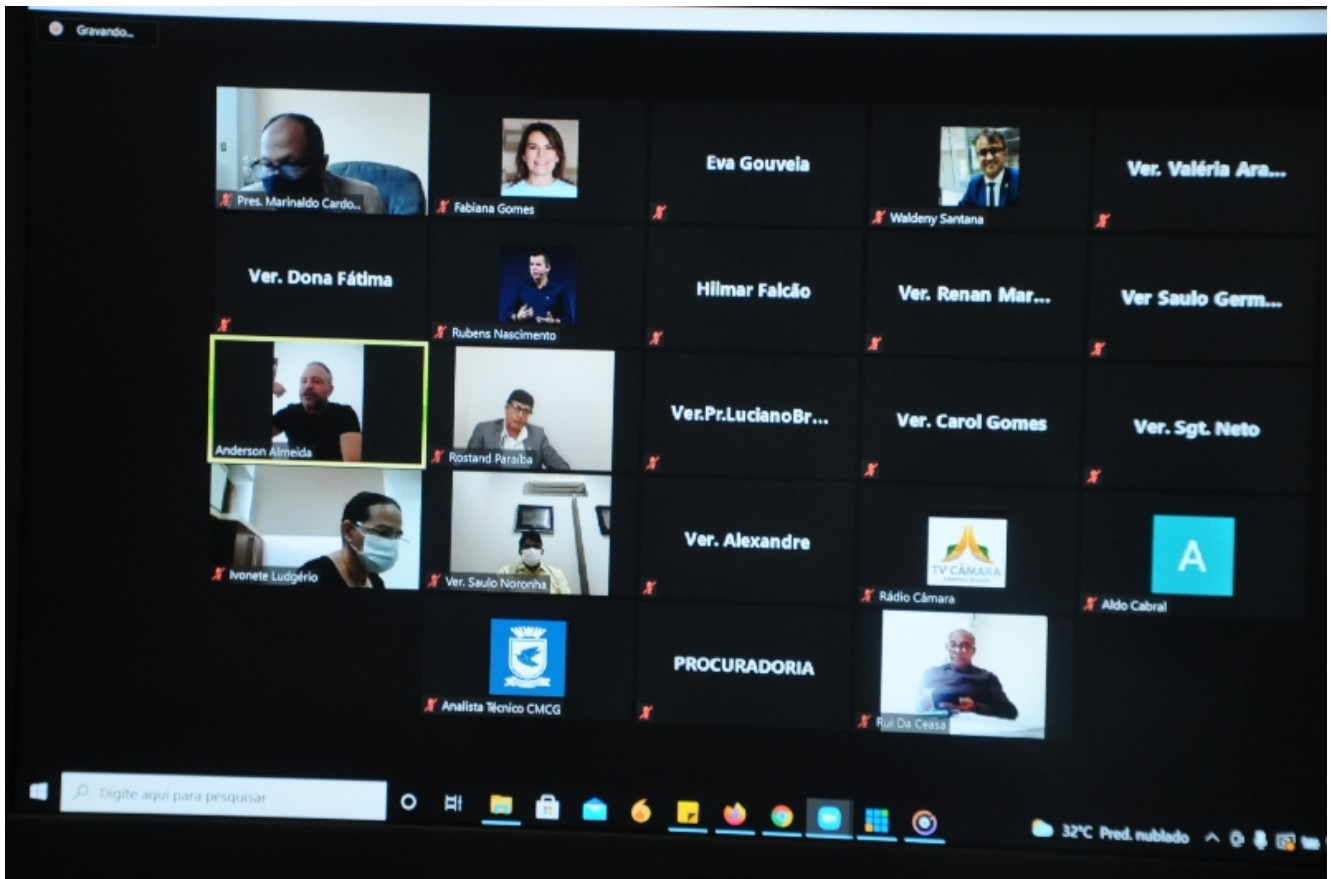 Gravando...
Pres. Marinaldo Cardo...
Fabiana Gomes
Eva Gouveia
Waldeny Santana
Ver. Valéria Ara...
Ver. Dona Fátima
Rubens Nascimento
Hilmar Falcão
Ver. Renan Mar...
Ver Saulo Germ...
Anderson Almeida
Rostand Paraíba
Ver.Pr.LucianoBr...
Ver. Carol Gomes
Ver. Sgt. Neto
Ivonete Ludgério
Ver. Saulo Noronha
Ver. Alexandre
TV CÂMARA
Rádio Câmara
A
Aldo Cabral
Analista Técnico CMCG
PROCURADORIA
Rui Da Ceasa
Digite aqui para pesquisar
32°C Pred. nublado